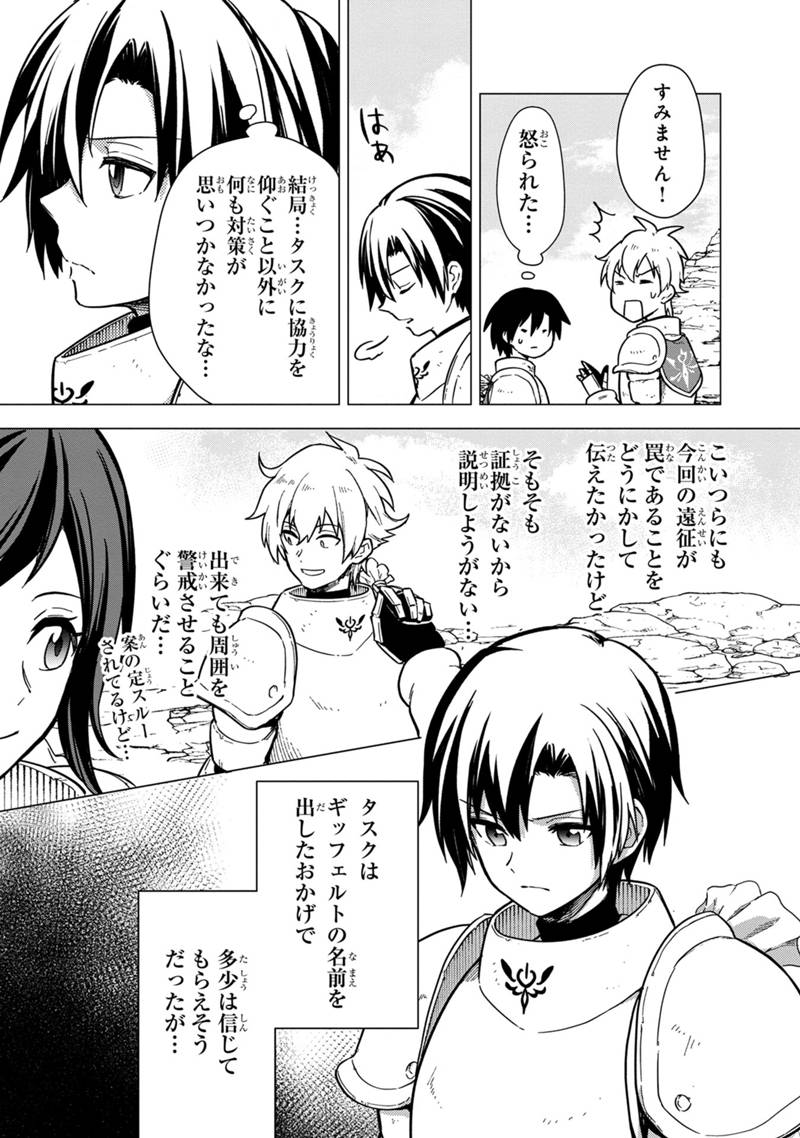 すみません！
怒られた…
はぁ
結局…タスクに協力を
仰ぐこと以外に
何も対策が
思いつかなかったな…
こいつらにも
今回の遠征が
罠であることを
どうにかして
伝えたかったけど
そもそも
証拠がないから
説明しようがない…
出来ても周囲を
警戒させること
ぐらいだ…
案の定スルー
されてるけど…
タスクは
ギッフェルトの名前を
出したおかげで
多少は信じて
もらえそう
だったが…